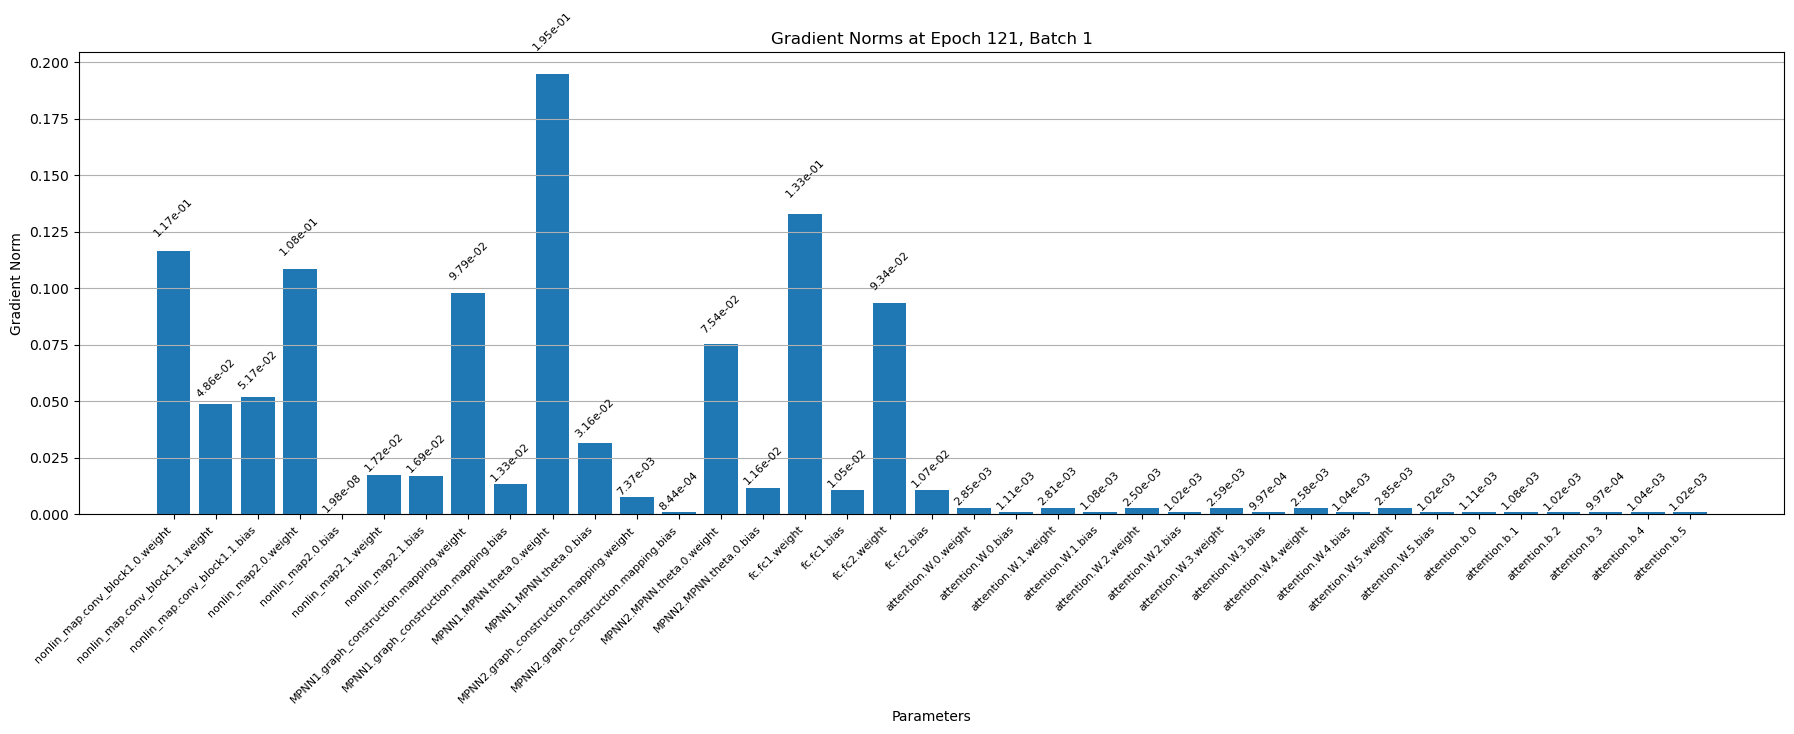 Gradient Norms at Epoch 121, Batch 1
Gradient Norm
0.200
0.175
0.150
0.125
0.100
0.075
0.050
0.025
0.000
1.17e-01
4.86e-02
5.17e-02
1.08e-01
1.98e-08
1.72e-02
1.69e-02
9.79e-02
1.33e-02
1.95e-01
3.16e-02
7.37e-03
8.44e-04
7.54e-02
1.16e-02
1.33e-01
1.05e-02
9.34e-02
1.07e-02
2.85e-03
1.11e-03
2.81e-03
1.08e-03
2.50e-03
1.02e-03
2.59e-03
9.97e-04
2.58e-03
1.04e-03
2.85e-03
1.02e-03
1.11e-03
1.08e-03
1.02e-03
9.97e-04
1.04e-03
1.02e-03
nonlin_map.conv_block1.0.weight
nonlin_map.conv_block1.1.weight
nonlin_map.conv_block1.1.bias
nonlin_map2.0.weight
nonlin_map2.0.bias
nonlin_map2.1.weight
nonlin_map2.1.bias
MPNN1.graph_construction.mapping.weight
MPNN1.graph_construction.mapping.bias
MPNN1.MPNN.theta.0.weight
MPNN1.MPNN.theta.0.bias
MPNN2.graph_construction.mapping.weight
MPNN2.graph_construction.mapping.bias
MPNN2.MPNN.theta.0.weight
MPNN2.MPNN.theta.0.bias
fc.fc1.weight
fc.fc1.bias
fc.fc2.weight
fc.fc2.bias
attention.W.0.weight
attention.W.0.bias
attention.W.1.weight
attention.W.1.bias
attention.W.2.weight
attention.W.2.bias
attention.W.3.weight
attention.W.3.bias
attention.W.4.weight
attention.W.4.bias
attention.W.5.weight
attention.W.5.bias
attention.b.0
attention.b.1
attention.b.2
attention.b.3
attention.b.4
attention.b.5
Parameters